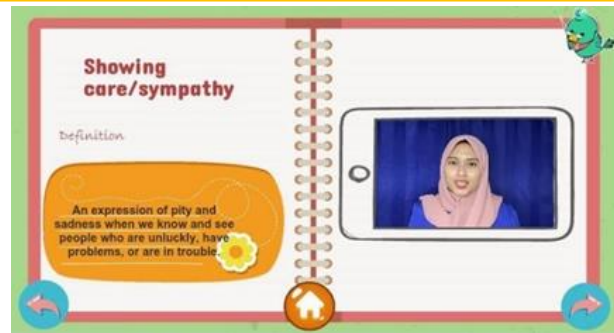 Showing
care/sympathy
Definition
An expression of pity and
sadness when we know and see
people who are unluckly, have
problems, or are in trouble.